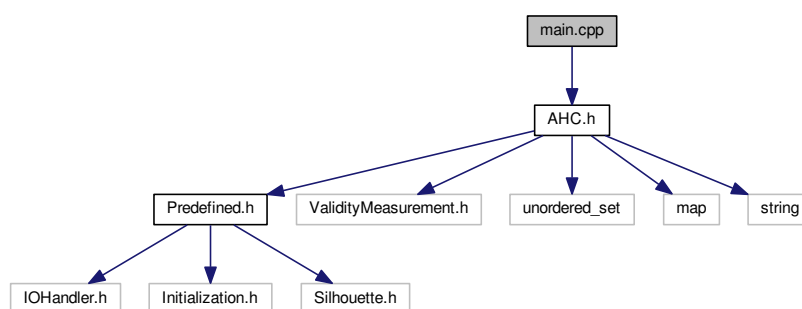 main.cpp
AHC.h
Predefined.h
ValidityMeasurement.h
unordered_set
map
string
IOHandler.h
Initialization.h
Silhouette.h